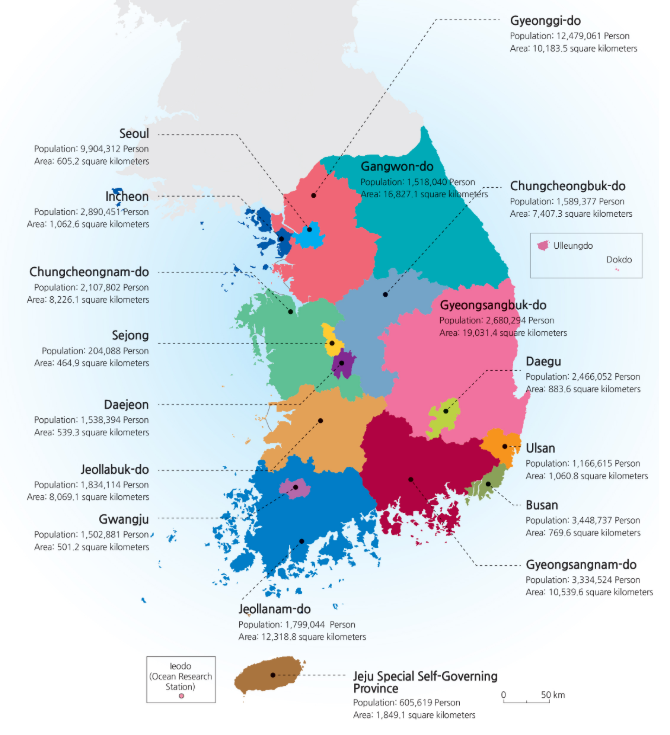 Gyeonggi-do
Population: 12,479,061 Person
Area: 10,183.5 square kilometers
Seoul
Population: 9,904,312 Person
Area: 605.2 square kilometers
Gangwon-do
Population: 1,518,040 Person
Area: 16,827.1 square kilometers
Chungcheongbuk-do
Population: 1,589,377 Person
Area: 7,407.3 square kilometers
Incheon
Population: 2,890,451 Person
Area: 1,062.6 square kilometers
Ulleungdo
Dokdo
Chungcheongnam-do
Population: 2,107,802 Person
Area: 8,226.1 square kilometers
Gyeongsangbuk-do
Population: 2,680,294 Person
Area: 19,031.4 square kilometers
Sejong
Population: 204,088 Person
Area: 464.9 square kilometers
Daegu
Population: 2,466,052 Person
Area: 883.6 square kilometers
Daejeon
Population: 1,538,394 Person
Area: 539.3 square kilometers
Ulsan
Population: 1,166,615 Person
Area: 1,060.8 square kilometers
Jeollabuk-do
Population: 1,834,114 Person
Area: 8,069.1 square kilometers
Busan
Population: 3,448,737 Person
Area: 769.6 square kilometers
Gwangju
Population: 1,502,881 Person
Area: 501.2 square kilometers
Gyeongsangnam-do
Population: 3,334,524 Person
Area: 10,539.6 square kilometers
Jeollanam-do
Population: 1,799,044 Person
Area: 12,318.8 square kilometers
Ieodo
(Ocean Research
Station)
Jeju Special Self-Governing
Province
Population: 605,619 Person
Area: 1,849.1 square kilometers
0 50 km